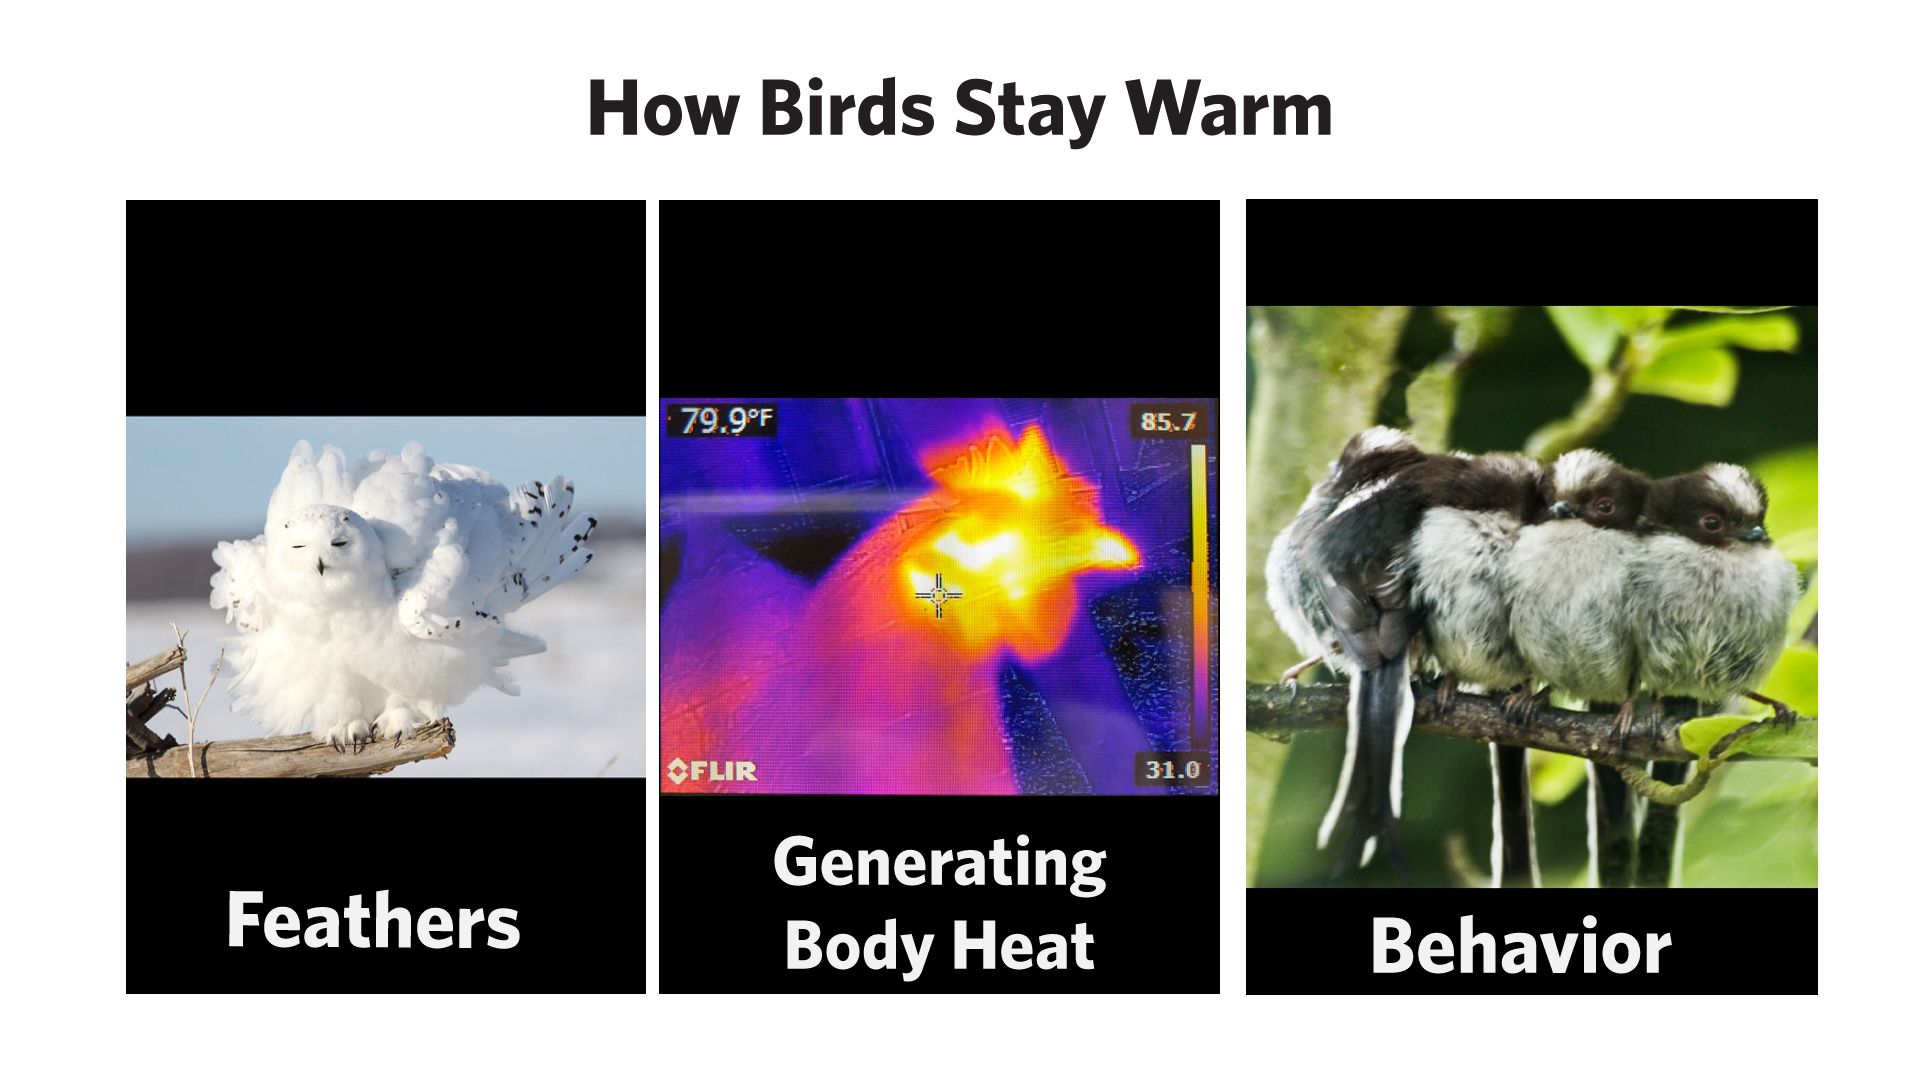 How Birds Stay Warm
79.9°F
85.7
FLIR
31.0
Feathers
Generating
Body Heat
Behavior